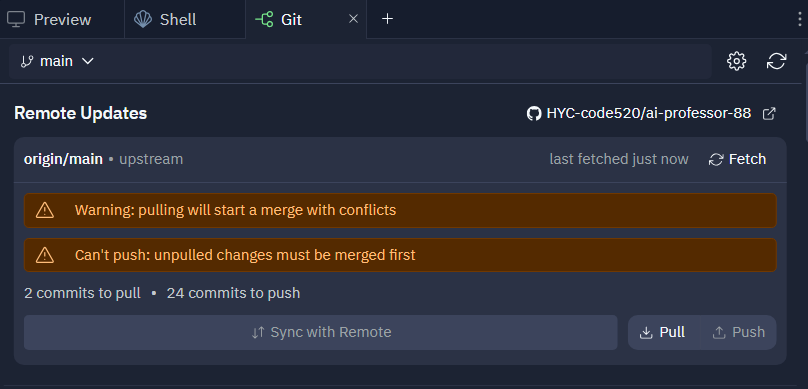 Preview Shell Git
main
Remote Updates HYC-code520/ai-professor-88
origin/main • upstream last fetched just now Fetch
Warning: pulling will start a merge with conflicts
Can't push: unpulled changes must be merged first
2 commits to pull • 24 commits to push
Sync with Remote Pull Push